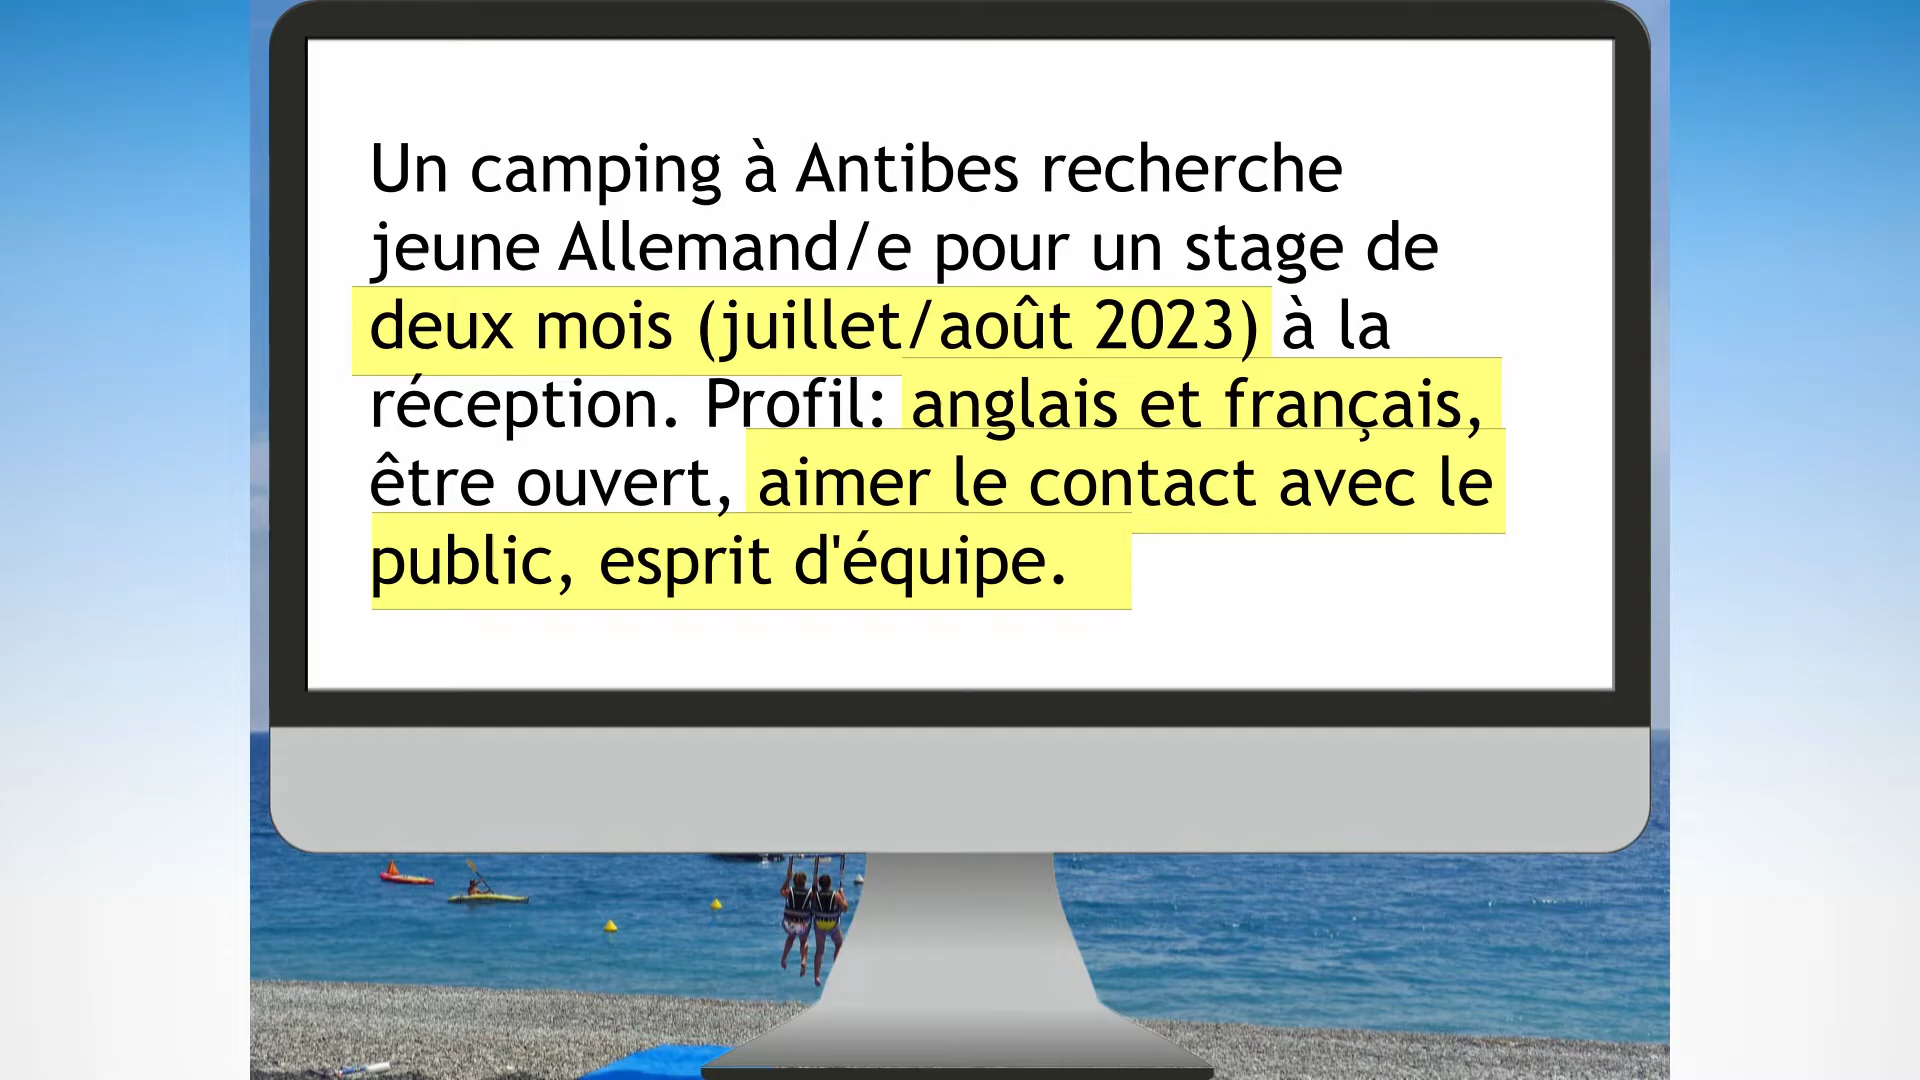 Un camping à Antibes recherche
jeune Allemand/e pour un stage de
deux mois (juillet/août 2023) à la
réception. Profil: anglais et français,
être ouvert, aimer le contact avec le
public, esprit d'équipe.